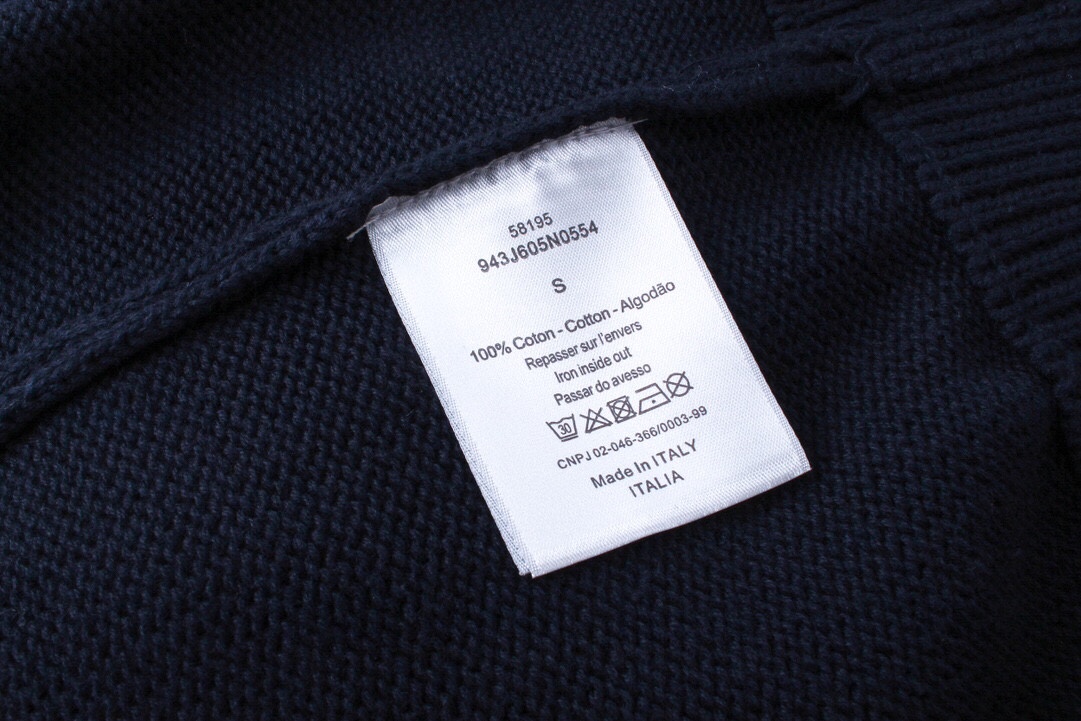 58195
943J605N0554
S
100% Coton - Cotton - Algodão
Repasser sur l'envers
Iron inside out
Passar do avesso
30
CNPJ 02-046-366/0003-99
Made In ITALY
ITALIA